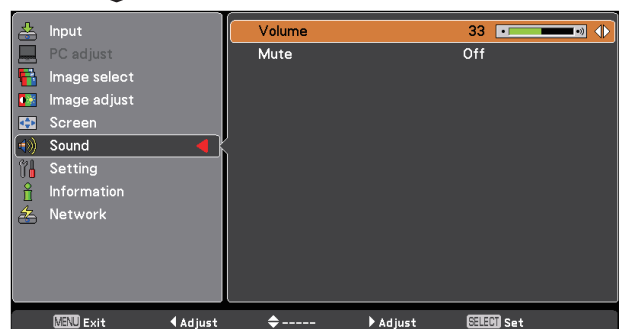 Input
PC adjust
Image select
Image adjust
Screen
Sound
Setting
Information
Network
Volume 33
Mute Off
MENU Exit ◀ Adjust ◆ ----- ▶ Adjust SELECT Set